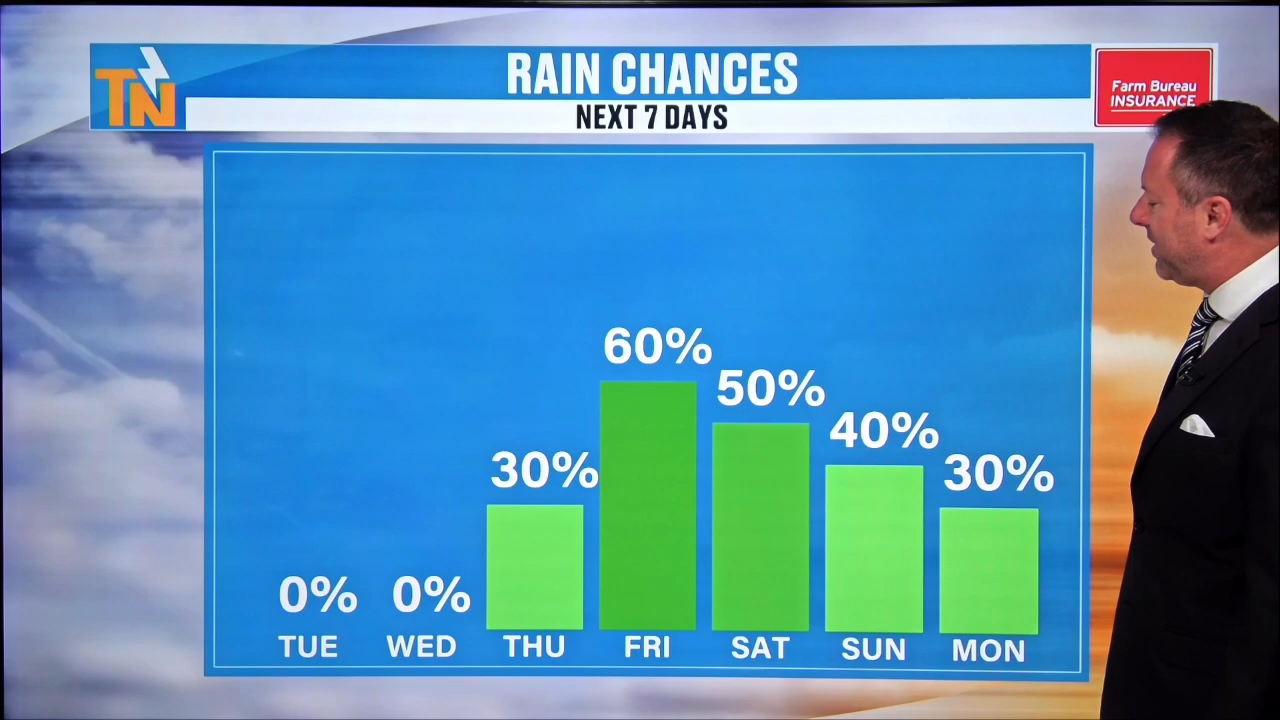 TN
RAIN CHANCES
NEXT 7 DAYS
Farm Bureau
INSURANCE
60%
50%
40%
30%
30%
0%
0%
TUE
WED
THU
FRI
SAT
SUN
MON